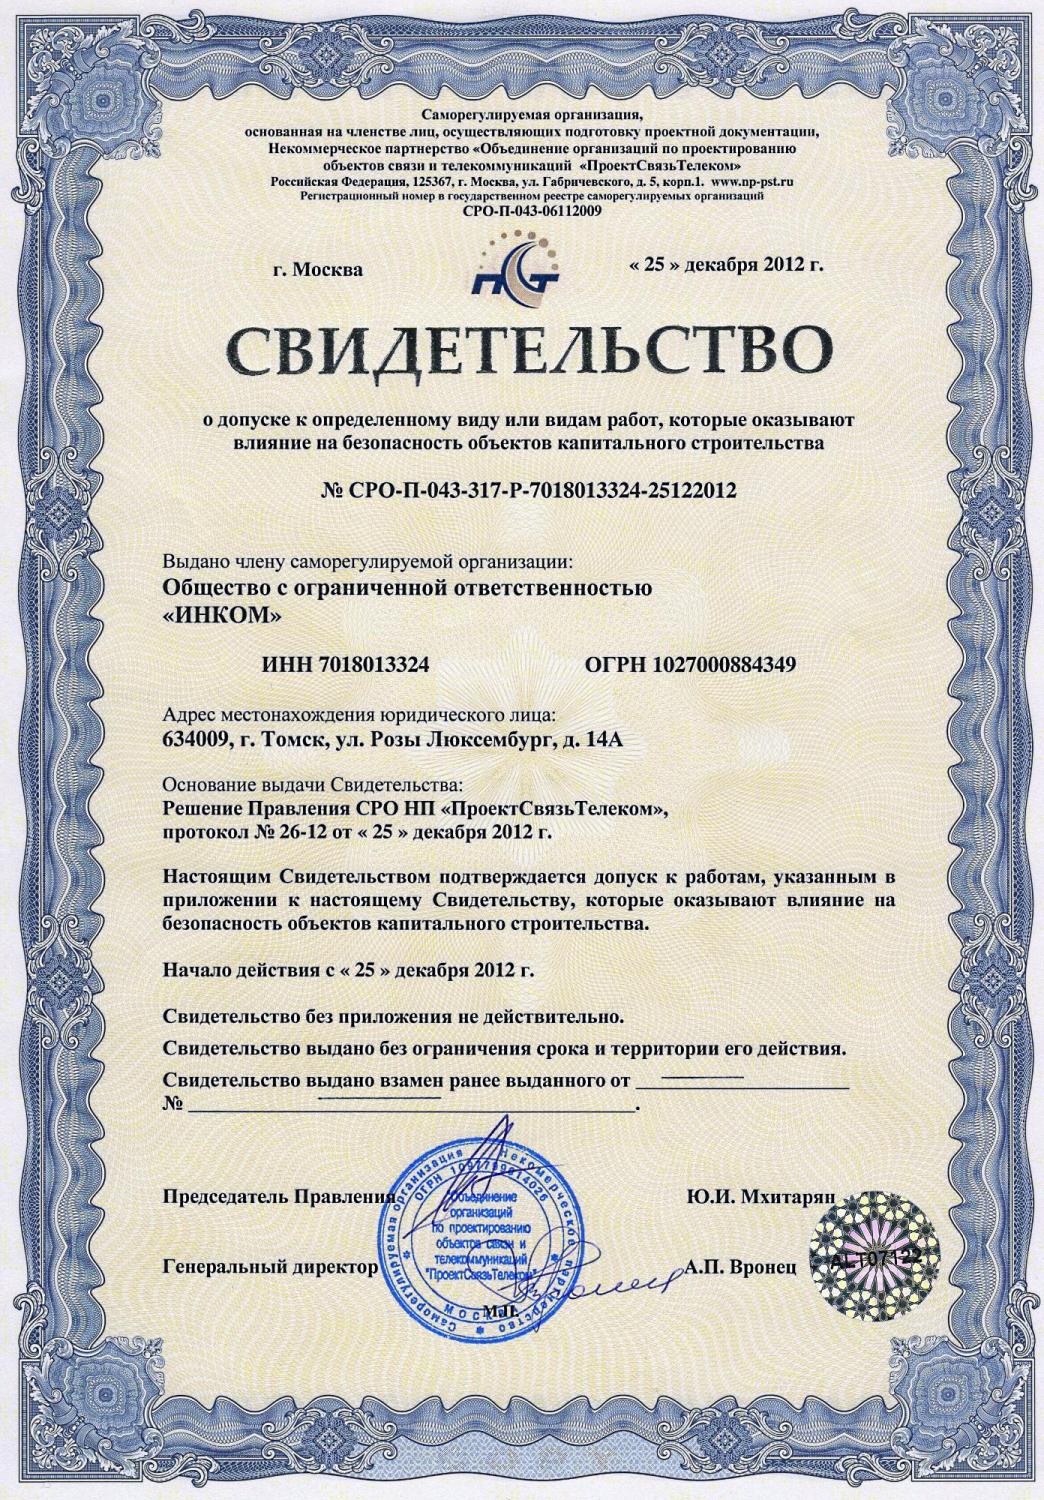 Саморегулируемая организация,
основанная на членстве лиц, осуществляющих подготовку проектной документации,
Некоммерческое партнерство «Объединение организаций по проектированию
объектов связи и телекоммуникаций «ПроектСвязьТелеком»
Российская Федерация, 125367, г. Москва, ул. Габричевского, д. 5, корп.1. www.np-pst.ru
Регистрационный номер в государственном реестре саморегулируемых организаций
СРО-П-043-06112009
г. Москва
ПСТ
« 25 » декабря 2012 г.
СВИДЕТЕЛЬСТВО
о допуске к определенному виду или видам работ, которые оказывают
влияние на безопасность объектов капитального строительства
№ СРО-П-043-317-Р-7018013324-25122012
Выдано члену саморегулируемой организации:
Общество с ограниченной ответственностью
«ИНКОМ»
ИНН 7018013324 ОГРН 1027000884349
Адрес местонахождения юридического лица:
634009, г. Томск, ул. Розы Люксембург, д. 14А
Основание выдачи Свидетельства:
Решение Правления СРО НП «ПроектСвязьТелеком»,
протокол № 26-12 от « 25 » декабря 2012 г.
Настоящим Свидетельством подтверждается допуск к работам, указанным в
приложении к настоящему Свидетельству, которые оказывают влияние на
безопасность объектов капитального строительства.
Начало действия с « 25 » декабря 2012 г.
Свидетельство без приложения не действительно.
Свидетельство выдано без ограничения срока и территории его действия.
Свидетельство выдано взамен ранее выданного от
№ .
Председатель Правления
Ю.И. Мхитарян
Генеральный директор
А.П. Вронец
М.П.
Саморегулируемая организация
Некоммерческое партнерство
ОГРН
Объединение
организаций
по проектированию
объектов связи и
телекоммуникаций
"ПроектСвязьТелеком"
МОСКВА
ALT07122